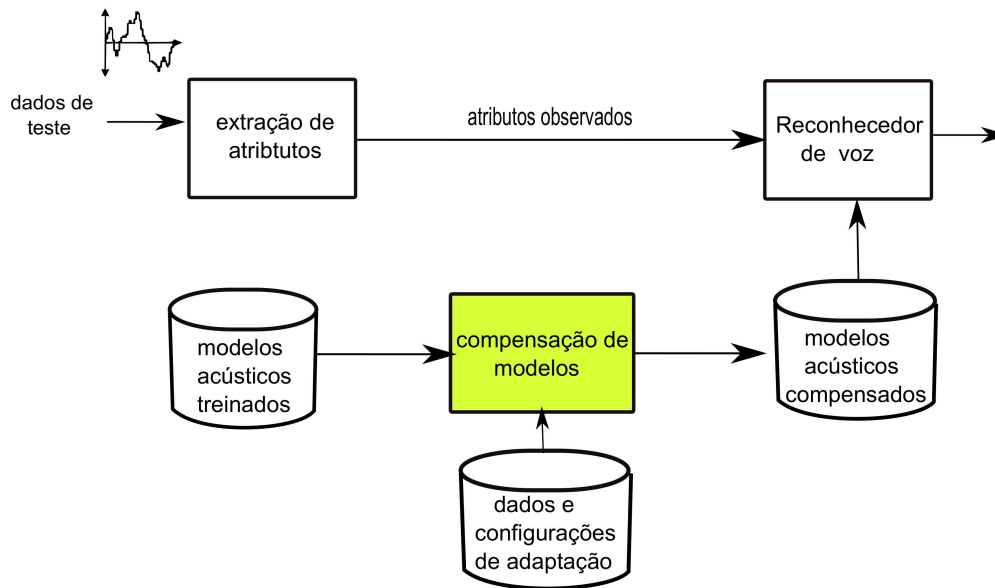 dados de
teste
extração de
atribtutos
atributos observados
Reconhecedor
de voz
modelos
acústicos
treinados
compensação de
modelos
modelos
acústicos
compensados
dados e
configurações
de adaptação